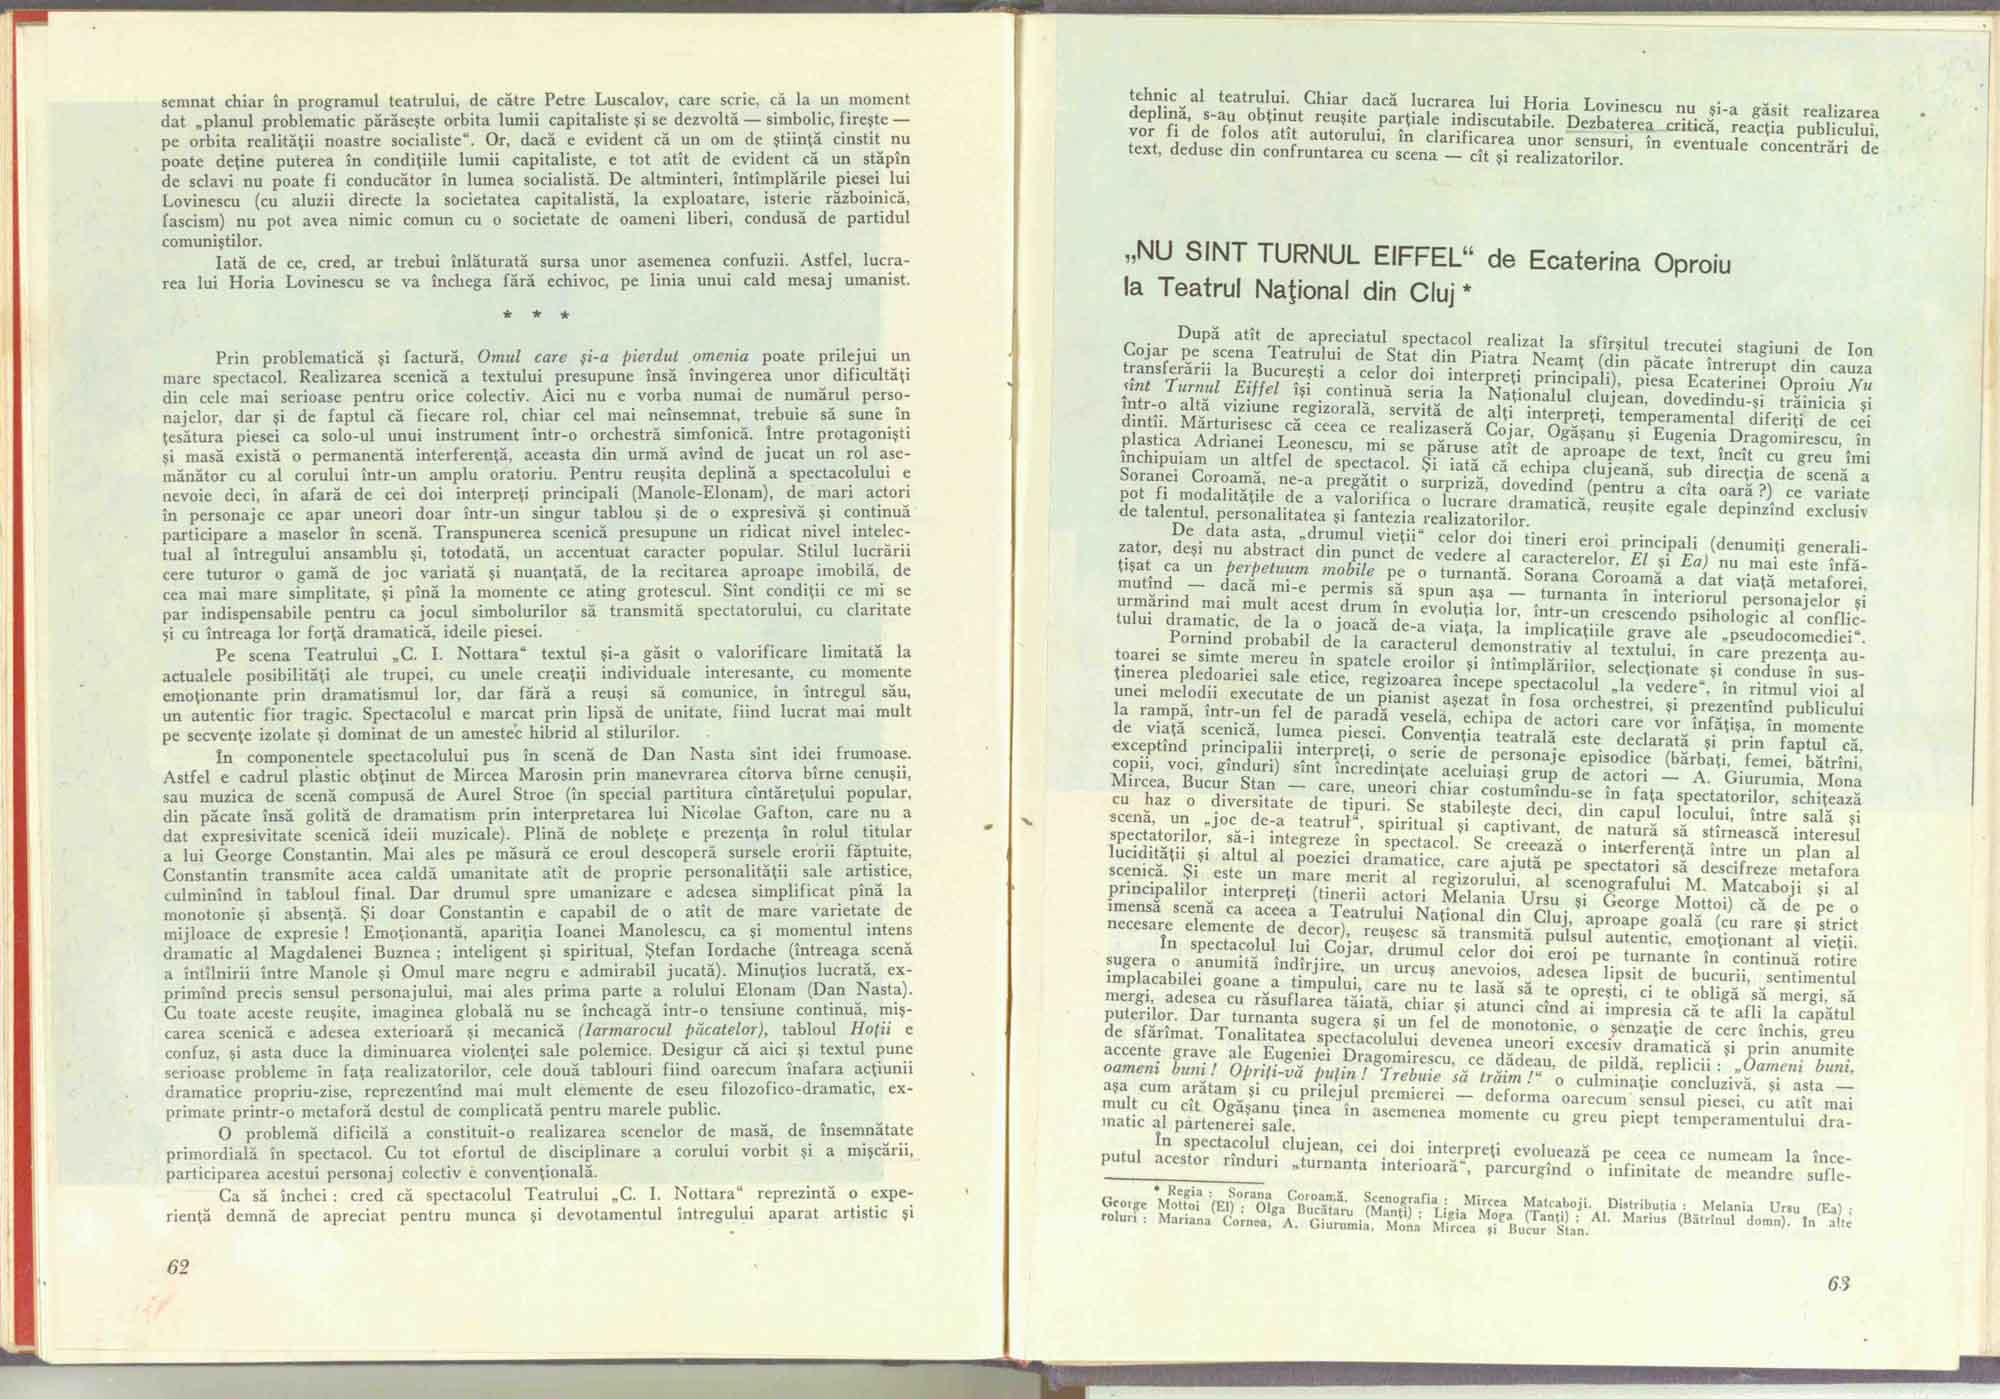 semnat chiar în programul teatrului, de către Petre Luscalov, care scrie, că la un moment
dat „planul problematic părăsește orbita lumii capitaliste și se dezvoltă — simbolic, firește —
pe orbita realității noastre socialiste“. Or, dacă e evident că un om de știință cinstit nu
poate deține puterea în condițiile lumii capitaliste, e tot atît de evident că un stăpîn
de sclavi nu poate fi conducător în lumea socialistă. De altminteri, întîmplările piesei lui
Lovinescu (cu aluzii directe la societatea capitalistă, la exploatare, isterie războinică,
fascism) nu pot avea nimic comun cu o societate de oameni liberi, condusă de partidul
comuniștilor.
Iată de ce, cred, ar trebui înlăturată sursa unor asemenea confuzii. Astfel, lucra-
rea lui Horia Lovinescu se va închega fără echivoc, pe linia unui cald mesaj umanist.
* * *
Prin problematică și factură, Omul care și-a pierdut omenia poate prilejui un
mare spectacol. Realizarea scenică a textului presupune însă învingerea unor dificultăți
din cele mai serioase pentru orice colectiv. Aici nu e vorba numai de numărul perso-
najelor, dar și de faptul că fiecare rol, chiar cel mai neînsemnat, trebuie să sune în
țesătura piesei ca solo-ul unui instrument într-o orchestră simfonică. Între protagoniști
și masă există o permanentă interferență, aceasta din urmă avînd de jucat un rol ase-
mănător cu al corului într-un amplu oratoriu. Pentru reușita deplină a spectacolului e
nevoie deci, în afară de cei doi interpreți principali (Manole-Elonam), de mari actori
în personaje ce apar uneori doar într-un singur tablou și de o expresivă și continuă
participare a maselor în scenă. Transpunerea scenică presupune un ridicat nivel intelec-
tual al întregului ansamblu și, totodată, un accentuat caracter popular. Stilul lucrării
cere tuturor o gamă de joc variată și nuanțată, de la recitarea aproape imobilă, de
cea mai mare simplitate, și pînă la momente ce ating grotescul. Sînt condiții ce mi se
par indispensabile pentru ca jocul simbolurilor să transmită spectatorului, cu claritate
și cu întreaga lor forță dramatică, ideile piesei.
Pe scena Teatrului „C. I. Nottara“ textul și-a găsit o valorificare limitată la
actualele posibilități ale trupei, cu unele creații individuale interesante, cu momente
emoționante prin dramatismul lor, dar fără a reuși să comunice, în întregul său,
un autentic fior tragic. Spectacolul e marcat prin lipsă de unitate, fiind lucrat mai mult
pe secvențe izolate și dominat de un amestec hibrid al stilurilor.
În componentele spectacolului pus în scenă de Dan Nasta sînt idei frumoase.
Astfel e cadrul plastic obținut de Mircea Marosin prin manevrarea cîtorva bîrne cenușii,
sau muzica de scenă compusă de Aurel Stroe (în special partitura cîntărețului popular,
din păcate însă golită de dramatism prin interpretarea lui Nicolae Gafton, care nu a
dat expresivitate scenică ideii muzicale). Plină de noblețe e prezența în rolul titular
a lui George Constantin. Mai ales pe măsură ce eroul descoperă sursele erorii făptuite,
Constantin transmite acea caldă umanitate atît de proprie personalității sale artistice,
culminînd în tabloul final. Dar drumul spre umanizare e adesea simplificat pînă la
monotonie și absență. Și doar Constantin e capabil de o atît de mare varietate de
mijloace de expresie ! Emoționantă, apariția Ioanei Manolescu, ca și momentul intens
dramatic al Magdalenei Buznea ; inteligent și spiritual, Ștefan Iordache (întreaga scenă
a întîlnirii între Manole și Omul mare negru e admirabil jucată). Minuțios lucrată, ex-
primînd precis sensul personajului, mai ales prima parte a rolului Elonam (Dan Nasta).
Cu toate aceste reușite, imaginea globală nu se încheagă într-o tensiune continuă, miș-
carea scenică e adesea exterioară și mecanică (Iarmarocul păcatelor), tabloul Hoții e
confuz, și asta duce la diminuarea violenței sale polemice. Desigur că aici și textul pune
serioase probleme în fața realizatorilor, cele două tablouri fiind oarecum înafara acțiunii
dramatice propriu-zise, reprezentînd mai mult elemente de eseu filozofico-dramatic, ex-
primate printr-o metaforă destul de complicată pentru marele public.
O problemă dificilă a constituit-o realizarea scenelor de masă, de însemnătate
primordială în spectacol. Cu tot efortul de disciplinare a corului vorbit și a mișcării,
participarea acestui personaj colectiv e convențională.
Ca să închei : cred că spectacolul Teatrului „C. I. Nottara“ reprezintă o expe-
riență demnă de apreciat pentru munca și devotamentul întregului aparat artistic și
62
tehnic al teatrului. Chiar dacă lucrarea lui Horia Lovinescu nu și-a găsit realizarea
deplină, s-au obținut reușite parțiale indiscutabile. Dezbaterea critică, reacția publicului,
vor fi de folos atît autorului, în clarificarea unor sensuri, în eventuale concentrări de
text, deduse din confruntarea cu scena — cît și realizatorilor.
„NU SINT TURNUL EIFFEL“ de Ecaterina Oproiu
la Teatrul Național din Cluj *
După atît de apreciatul spectacol realizat la sfîrșitul trecutei stagiuni de Ion
Cojar pe scena Teatrului de Stat din Piatra Neamț (din păcate întrerupt din cauza
transferării la București a celor doi interpreți principali), piesa Ecaterinei Oproiu Nu
sînt Turnul Eiffel își continuă seria la Naționalul clujean, dovedindu-și trăinicia și
într-o altă viziune regizorală, servită de alți interpreți, temperamental diferiți de cei
dintîi. Mărturisesc că ceea ce realizaseră Cojar, Ogășanu și Eugenia Dragomirescu, în
plastica Adrianei Leonescu, mi se păruse atît de aproape de text, încît cu greu îmi
închipuiam un altfel de spectacol. Și iată că echipa clujeană, sub direcția de scenă a
Soranei Coroamă, ne-a pregătit o surpriză, dovedind (pentru a cîta oară ?) ce variate
pot fi modalitățile de a valorifica o lucrare dramatică, reușite egale depinzînd exclusiv
de talentul, personalitatea și fantezia realizatorilor.
De data asta, „drumul vieții“ celor doi tineri eroi principali (denumiți generali-
zator, deși nu abstract din punct de vedere al caracterelor, El și Ea) nu mai este înfă-
țișat ca un perpetuum mobile pe o turnantă. Sorana Coroamă a dat viață metaforei,
mutînd — dacă mi-e permis să spun așa — turnanta în interiorul personajelor și
urmărind mai mult acest drum în evoluția lor, într-un crescendo psihologic al conflic-
tului dramatic, de la o joacă de-a viața, la implicațiile grave ale „pseudocomediei“.
Pornind probabil de la caracterul demonstrativ al textului, în care prezența au-
toarei se simte mereu în spatele eroilor și întîmplărilor, selecționate și conduse în sus-
ținerea pledoariei sale etice, regizoarea începe spectacolul „la vedere“, în ritmul vioi al
unei melodii executate de un pianist așezat în fosa orchestrei, și prezentînd publicului
la rampă, într-un fel de paradă veselă, echipa de actori care vor înfățișa, în momente
de viață scenică, lumea piesei. Convenția teatrală este declarată și prin faptul că,
exceptînd principalii interpreți, o serie de personaje episodice (bărbați, femei, bătrîni,
copii, voci, gînduri) sînt încredințate aceluiași grup de actori — A. Giurumia, Mona
Mircea, Bucur Stan — care, uneori chiar costumîndu-se în fața spectatorilor, schițează
cu haz o diversitate de tipuri. Se stabilește deci, din capul locului, între sală și
scenă, un „joc de-a teatrul“, spiritual și captivant, de natură să stîrnească interesul
spectatorilor, să-i integreze în spectacol. Se creează o interferență între un plan al
lucidității și altul al poeziei dramatice, care ajută pe spectatori să descifreze metafora
scenică. Și este un mare merit al regizorului, al scenografului M. Matcaboji și al
principalilor interpreți (tinerii actori Melania Ursu și George Mottoi) că de pe o
imensă scenă ca aceea a Teatrului Național din Cluj, aproape goală (cu rare și strict
necesare elemente de decor), reușesc să transmită pulsul autentic, emoționant al vieții.
În spectacolul lui Cojar, drumul celor doi eroi pe turnante în continuă rotire
sugera o anumită îndîrjire, un urcuș anevoios, adesea lipsit de bucurii, sentimentul
implacabilei goane a timpului, care nu te lasă să te oprești, ci te obligă să mergi, să
mergi, adesea cu răsuflarea tăiată, chiar și atunci cînd ai impresia că te afli la capătul
puterilor. Dar turnanta sugera și un fel de monotonie, o senzație de cerc închis, greu
de sfărîmat. Tonalitatea spectacolului devenea uneori excesiv dramatică și prin anumite
accente grave ale Eugeniei Dragomirescu, ce dădeau, de pildă, replicii : „Oameni buni,
oameni buni ! Opriți-vă puțin ! Trebuie să trăim !“ o culminație concluzivă, și asta —
așa cum arătam și cu prilejul premierei — deforma oarecum sensul piesei, cu atît mai
mult cu cît Ogășanu ținea în asemenea momente cu greu piept temperamentului dra-
matic al partenerei sale.
În spectacolul clujean, cei doi interpreți evoluează pe ceea ce numeam la înce-
putul acestor rînduri „turnanta interioară“, parcurgînd o infinitate de meandre sufle-
* Regia : Sorana Coroamă. Scenografia : Mircea Matcaboji. Distribuția : Melania Ursu (Ea) ;
George Mottoi (El) ; Olga Bucătaru (Manți) ; Ligia Moga (Tanți) ; Al. Marius (Bătrînul domn). În alte
roluri : Mariana Cornea, A. Giurumia, Mona Mircea și Bucur Stan.
63